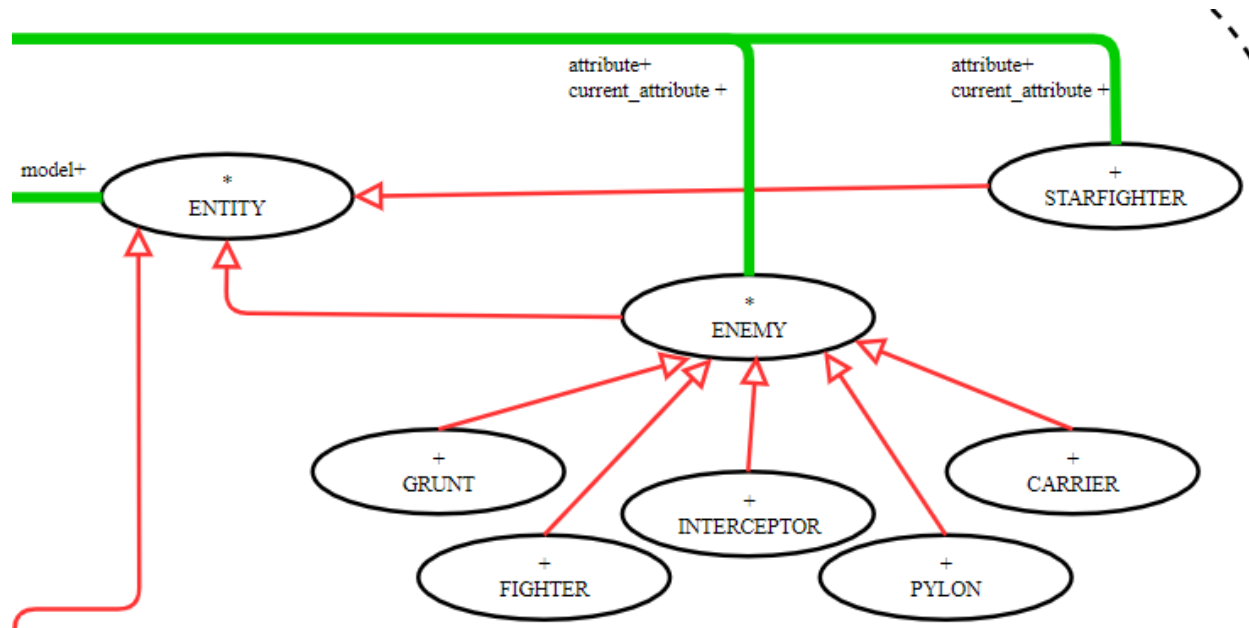 attribute+
current_attribute +
attribute+
current_attribute +
model+
*
ENTITY
+
STARFIGHTER
*
ENEMY
+
GRUNT
+
CARRIER
+
INTERCEPTOR
+
FIGHTER
+
PYLON